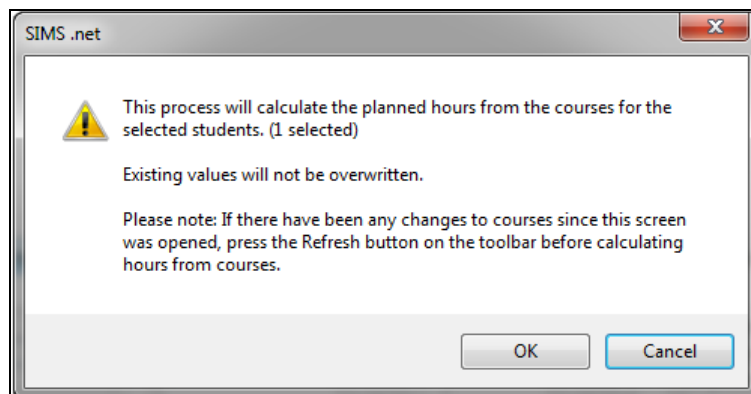 SIMS .net
This process will calculate the planned hours from the courses for the
selected students. (1 selected)
Existing values will not be overwritten.
Please note: If there have been any changes to courses since this screen
was opened, press the Refresh button on the toolbar before calculating
hours from courses.
OK
Cancel